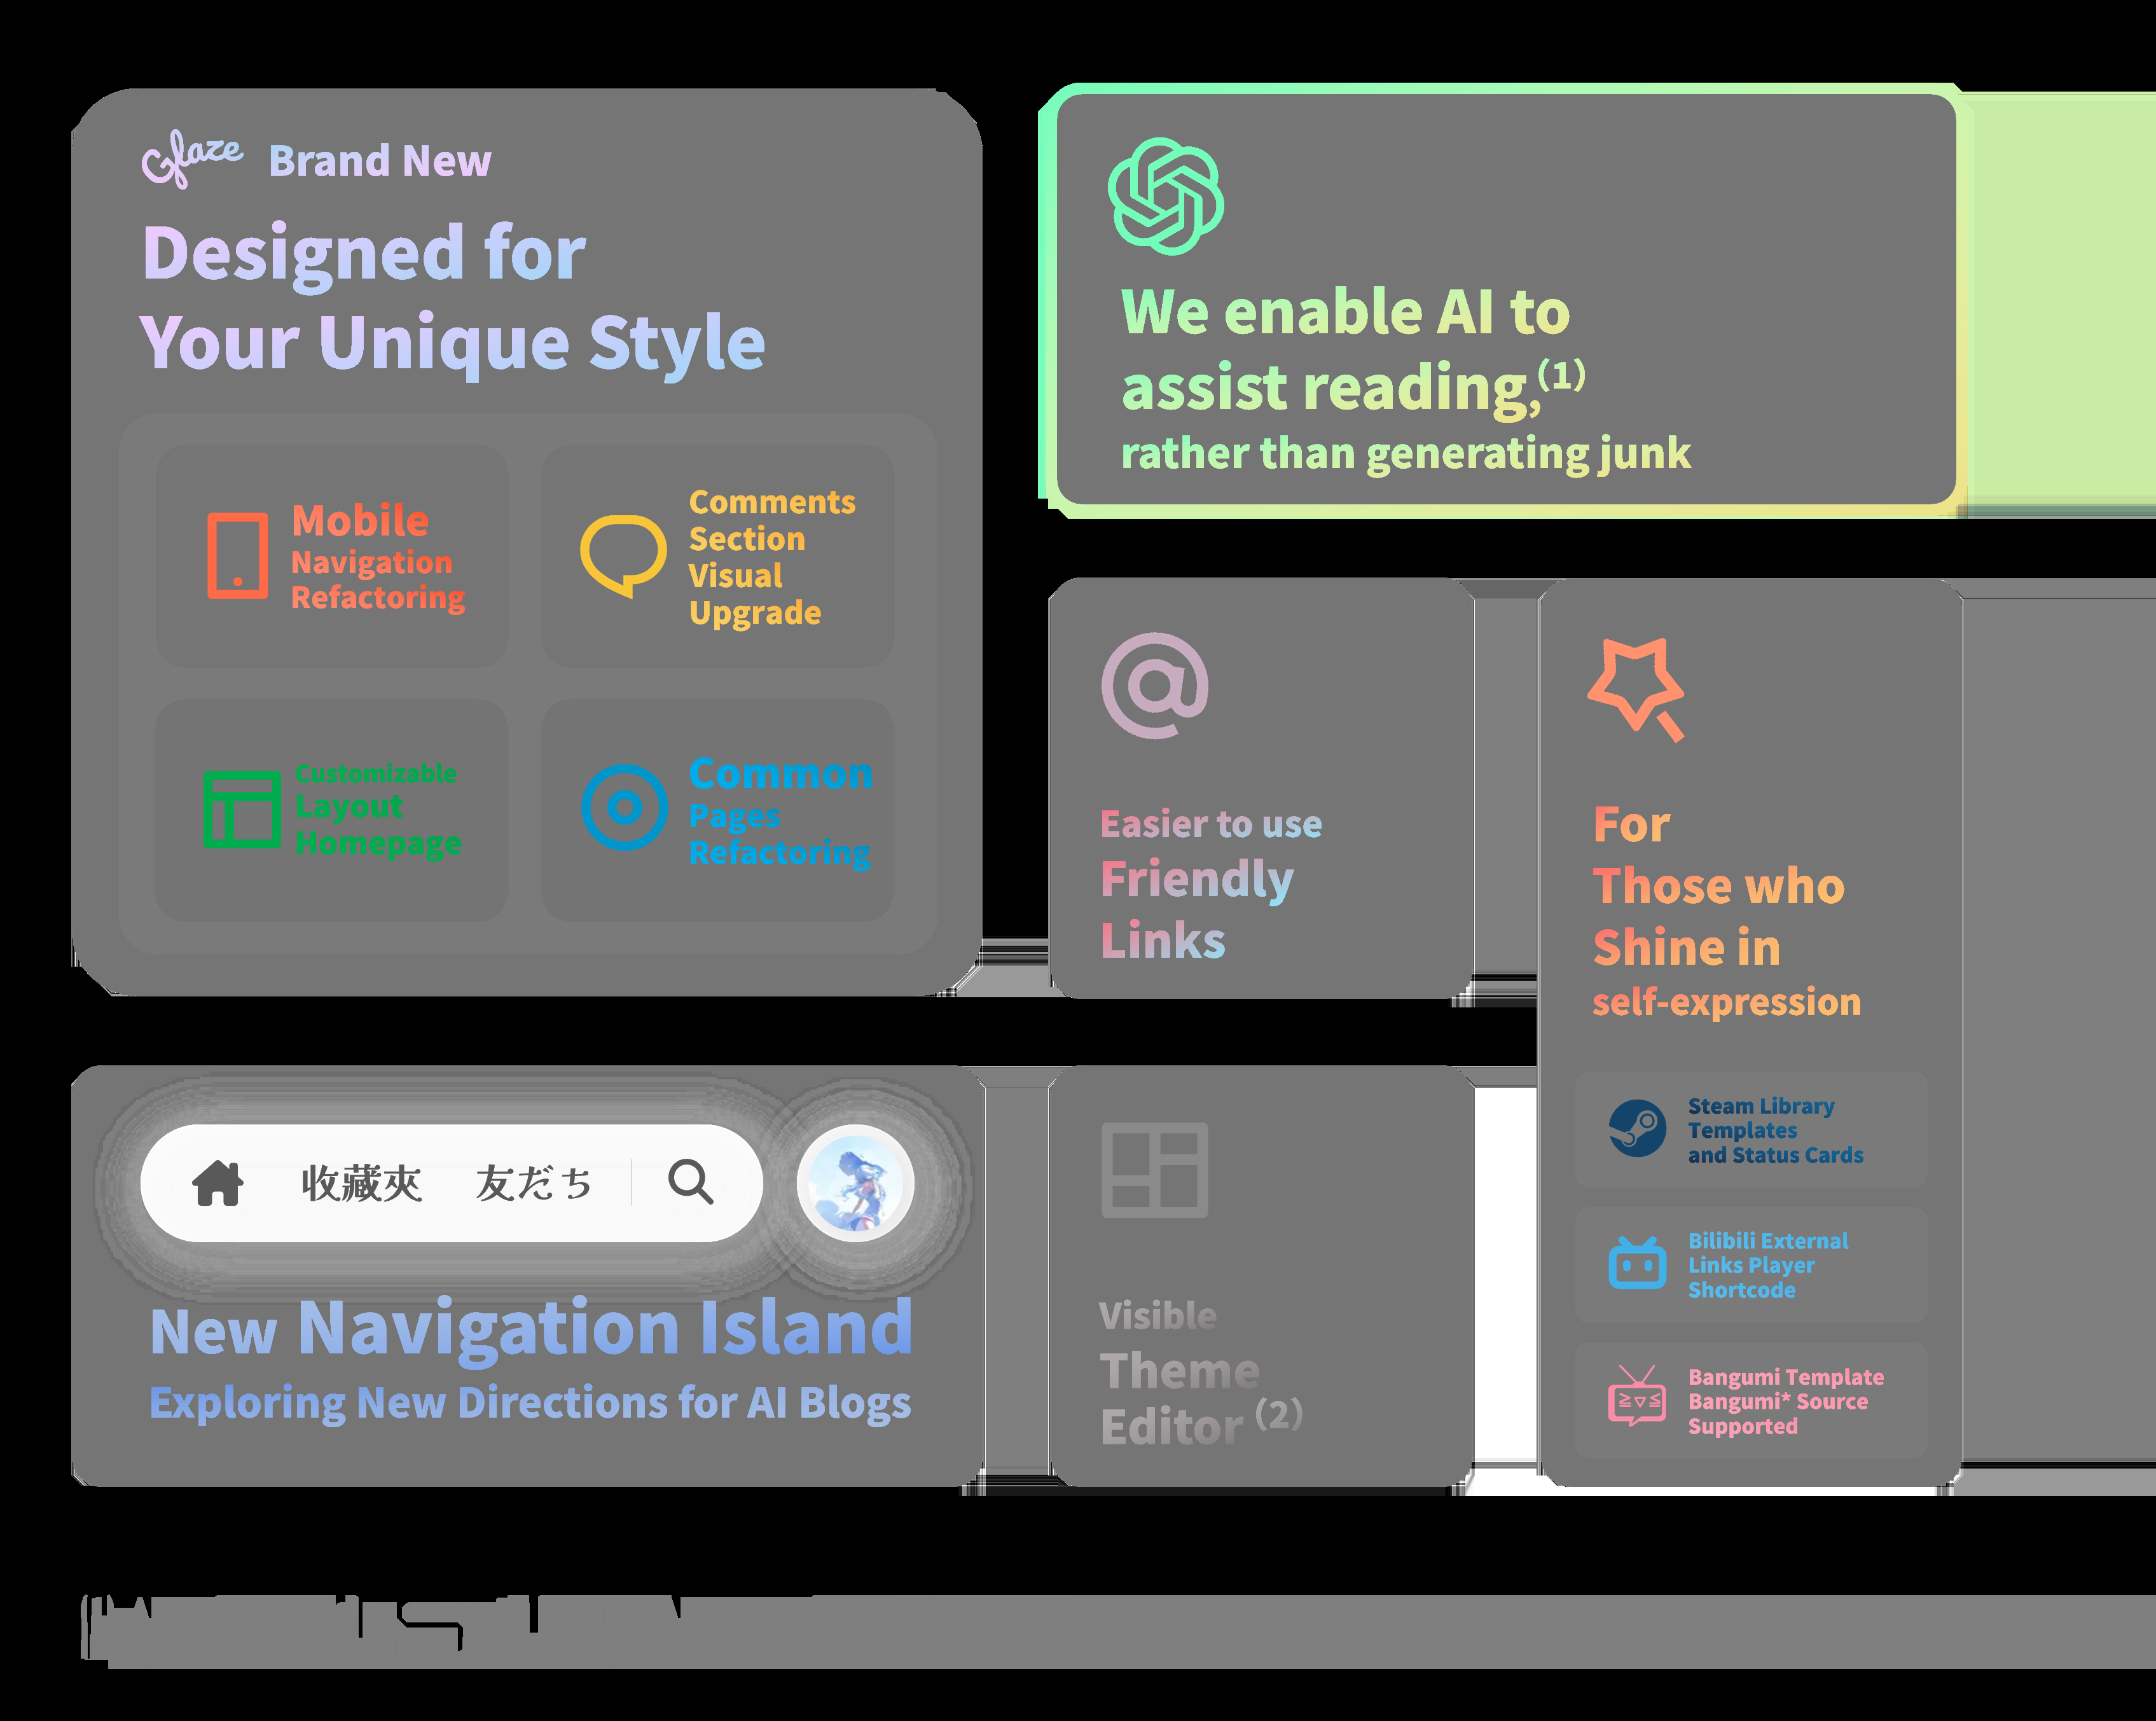 Glaze Brand New
Designed for
Your Unique Style
Mobile
Navigation
Refactoring
Comments
Section
Visual
Upgrade
Customizable
Layout
Homepage
Common
Pages
Refactoring
We enable AI to
assist reading,(1)
rather than generating junk
Easier to use
Friendly
Links
For
Those who
Shine in
self-expression
Steam Library
Templates
and Status Cards
Bilibili External
Links Player
Shortcode
Bangumi Template
Bangumi* Source
Supported
收藏夾 友だち
New Navigation Island
Exploring New Directions for AI Blogs
Visible
Theme
Editor (2)